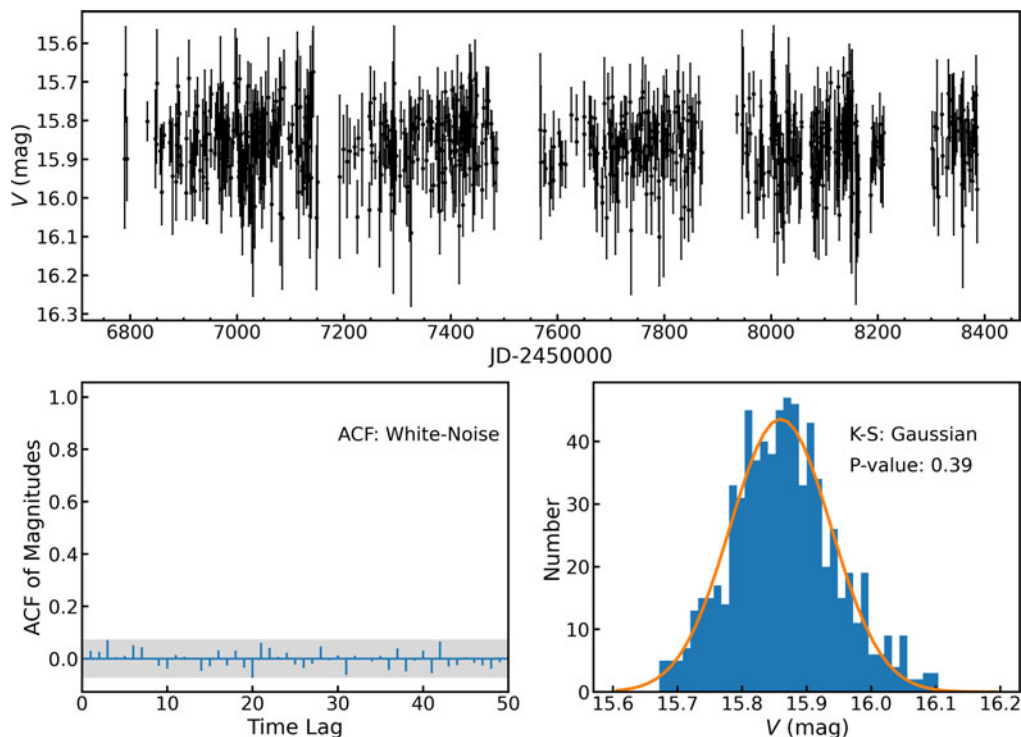 15.6
15.7
15.8
15.9
16.0
16.1
16.2
16.3
V (mag)
6800 7000 7200 7400 7600 7800 8000 8200 8400
JD-2450000
1.0
0.8
0.6
0.4
0.2
0.0
ACF of Magnitudes
ACF: White-Noise
0 10 20 30 40 50
Time Lag
40
30
20
10
0
Number
K-S: Gaussian
P-value: 0.39
15.6 15.7 15.8 15.9 16.0 16.1 16.2
V (mag)